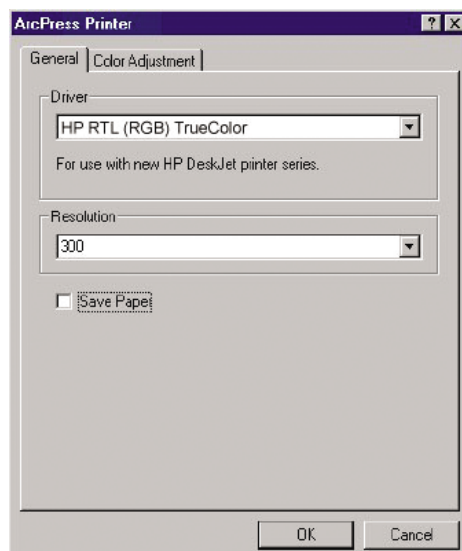 ArcPress Printer
General Color Adjustment
Driver
HP RTL (RGB) TrueColor
For use with new HP DeskJet printer series.
Resolution
300
Save Paper
OK Cancel